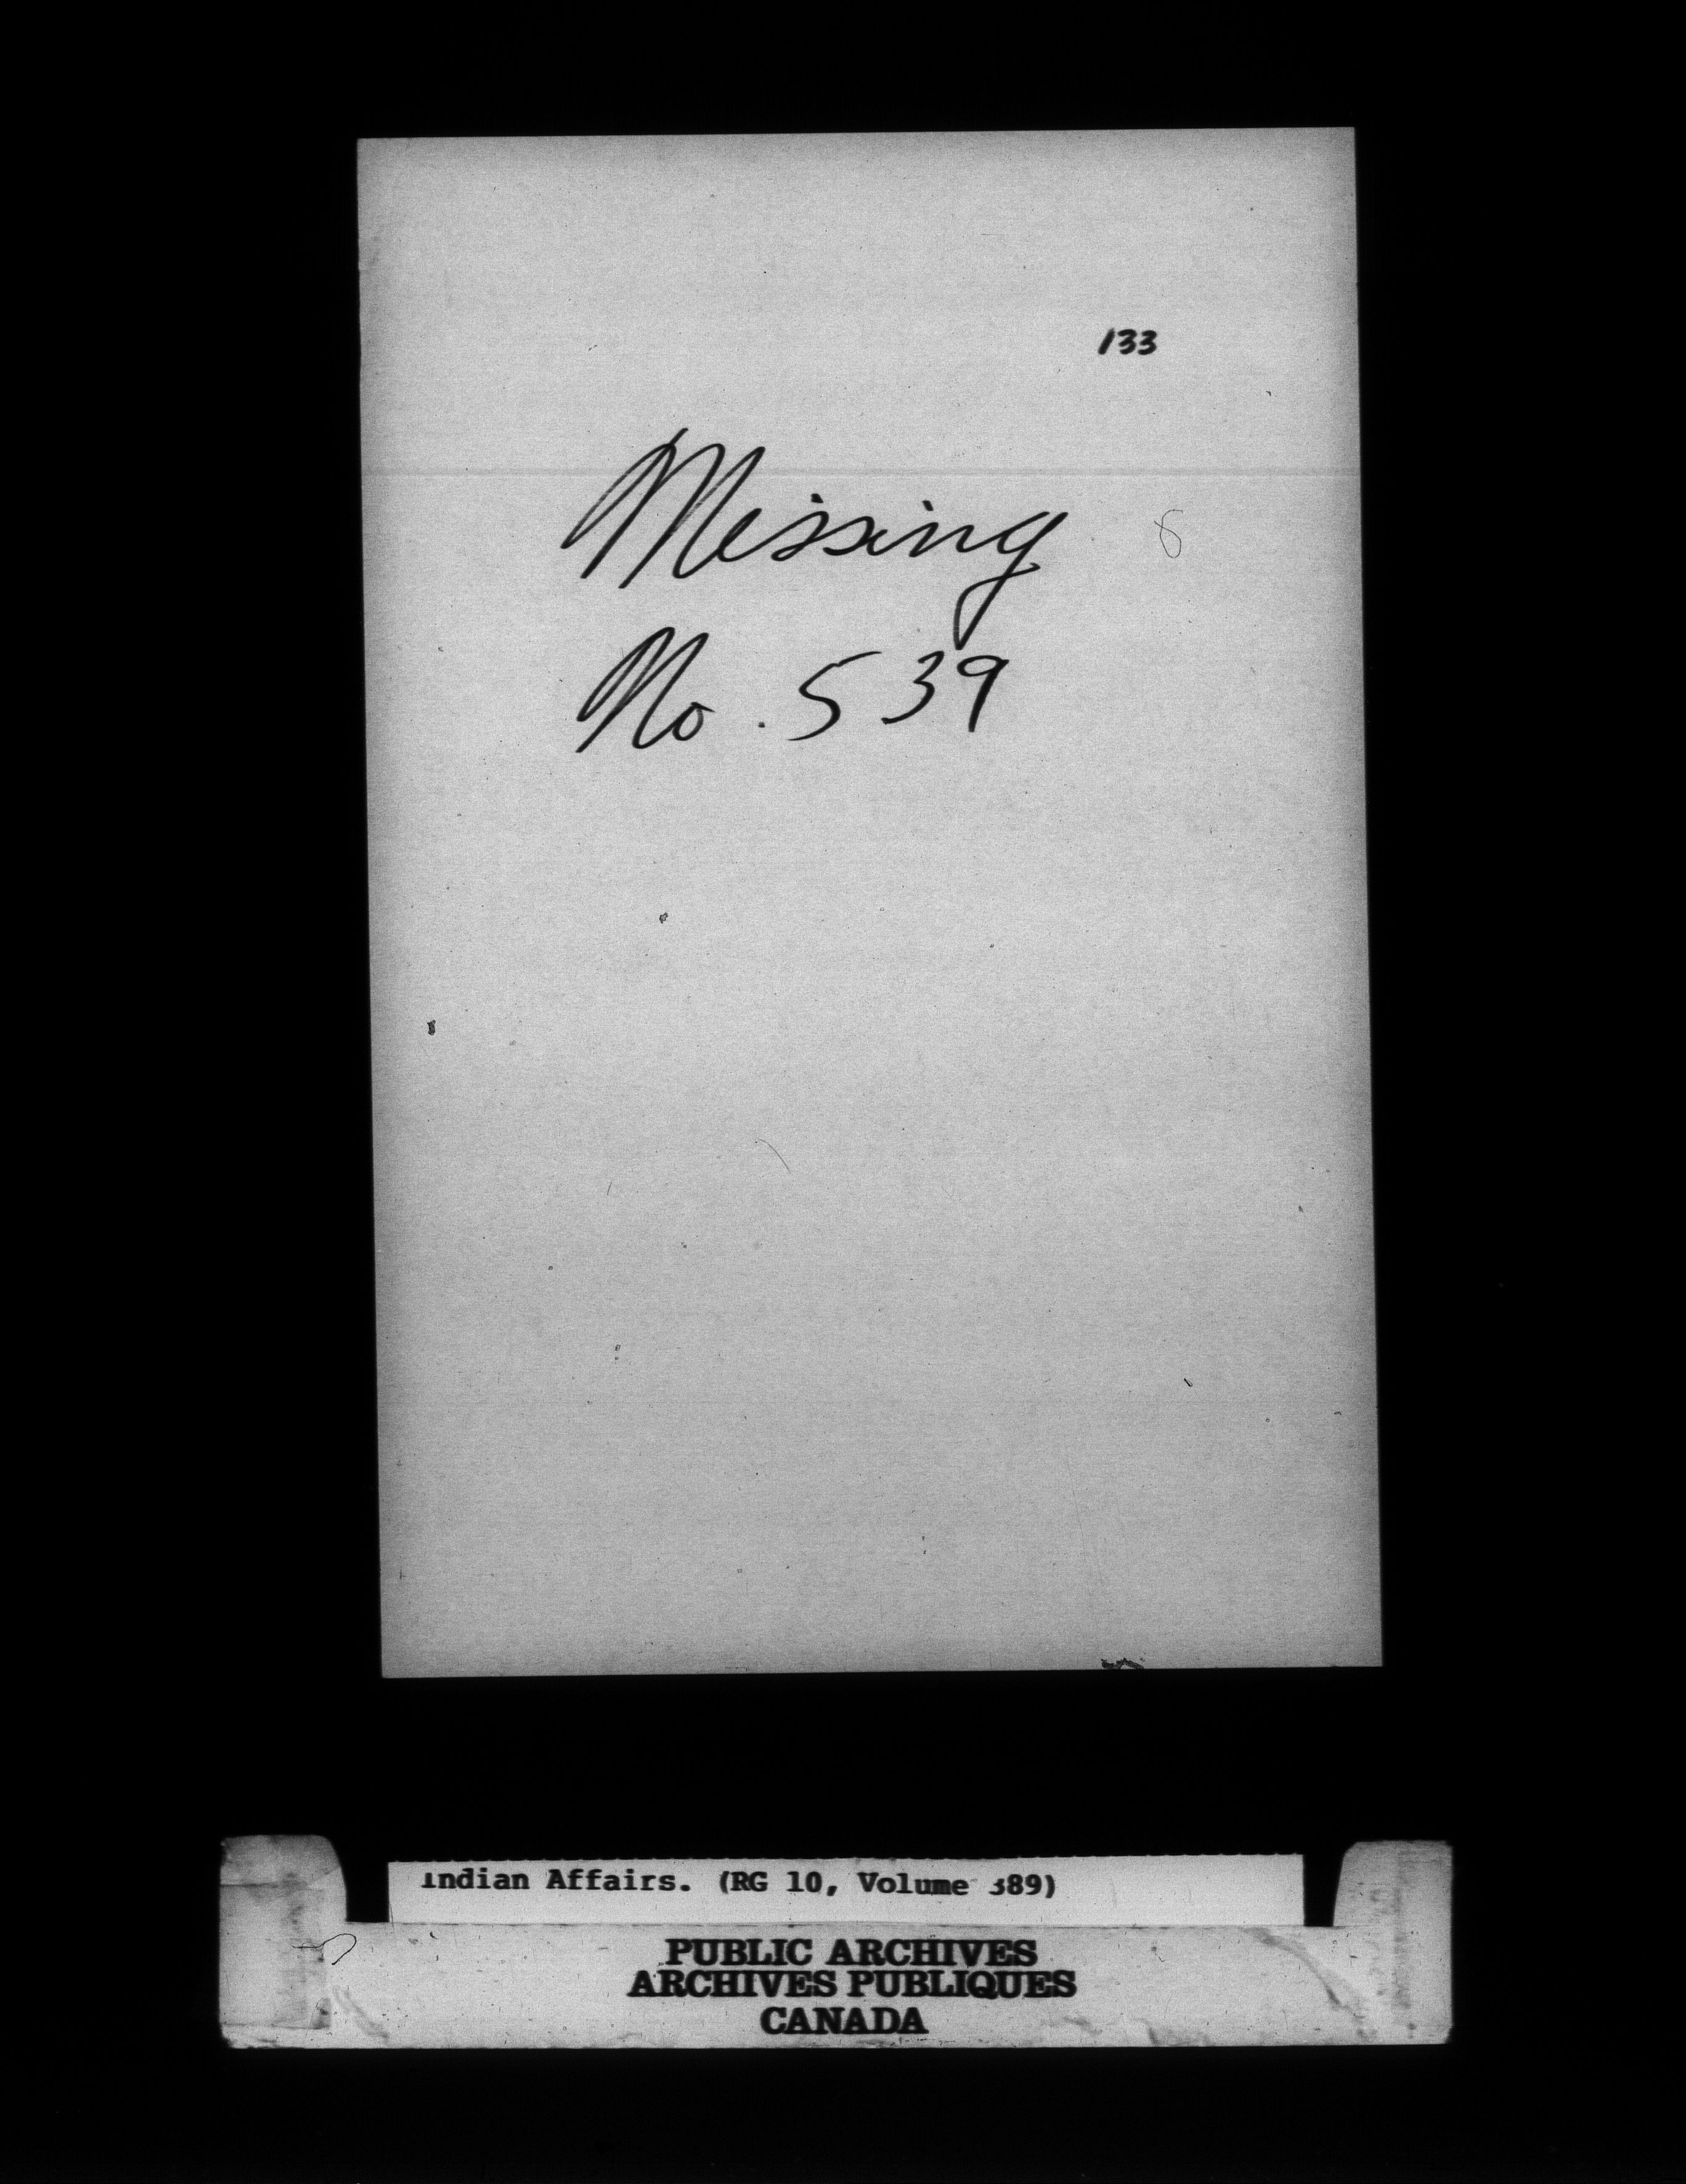 133
Missing
No. 539
Indian Affairs. (RG 10, Volume 389)
PUBLIC ARCHIVES
ARCHIVES PUBLIQUES
CANADA